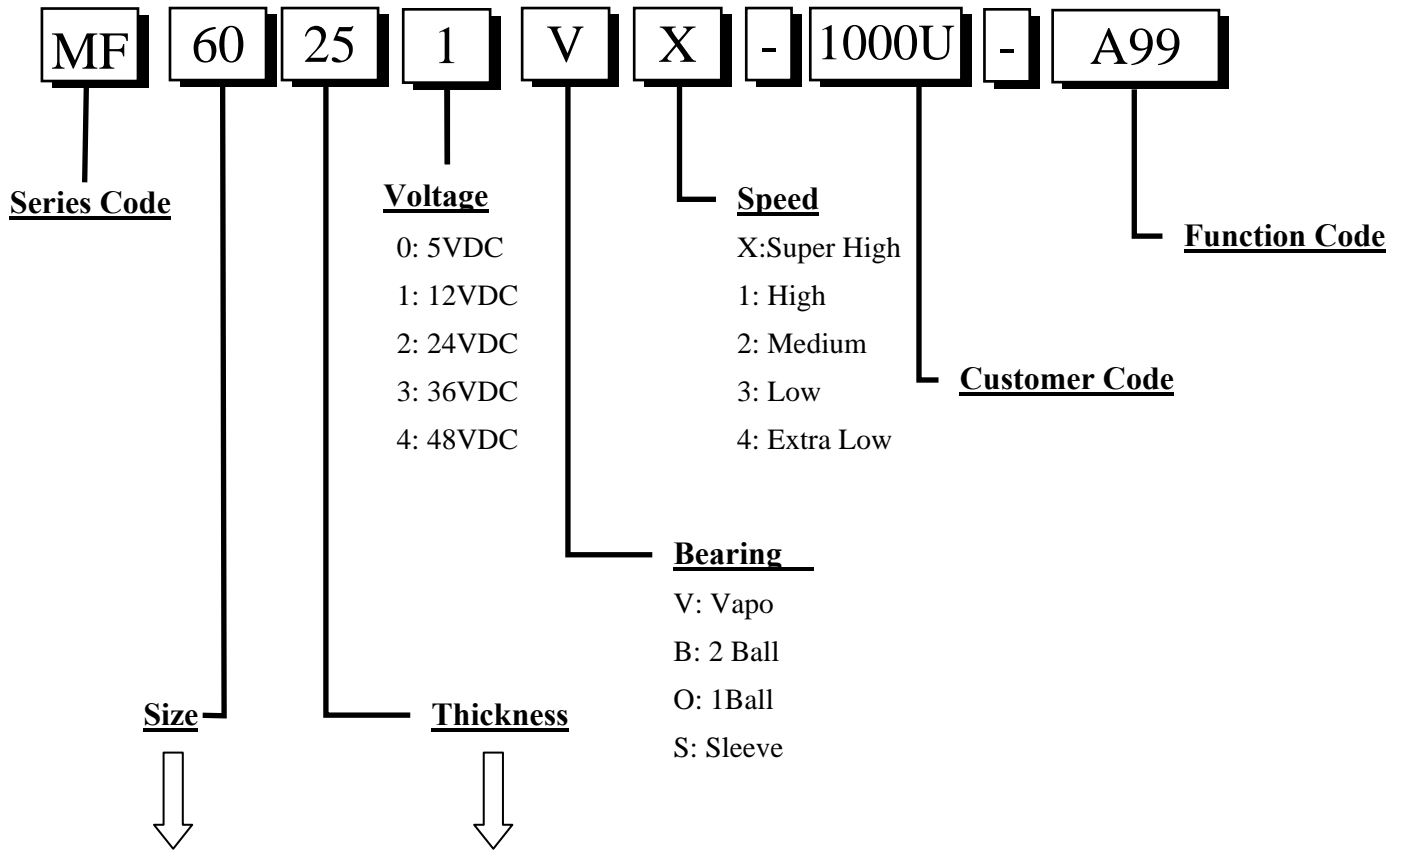 MF 60 25 1 V X - 1000U - A99
Series Code
Voltage
0: 5VDC
1: 12VDC
2: 24VDC
3: 36VDC
4: 48VDC
Speed
X:Super High
1: High
2: Medium
3: Low
4: Extra Low
Function Code
Customer Code
Bearing
V: Vapo
B: 2 Ball
O: 1Ball
S: Sleeve
Size
Thickness